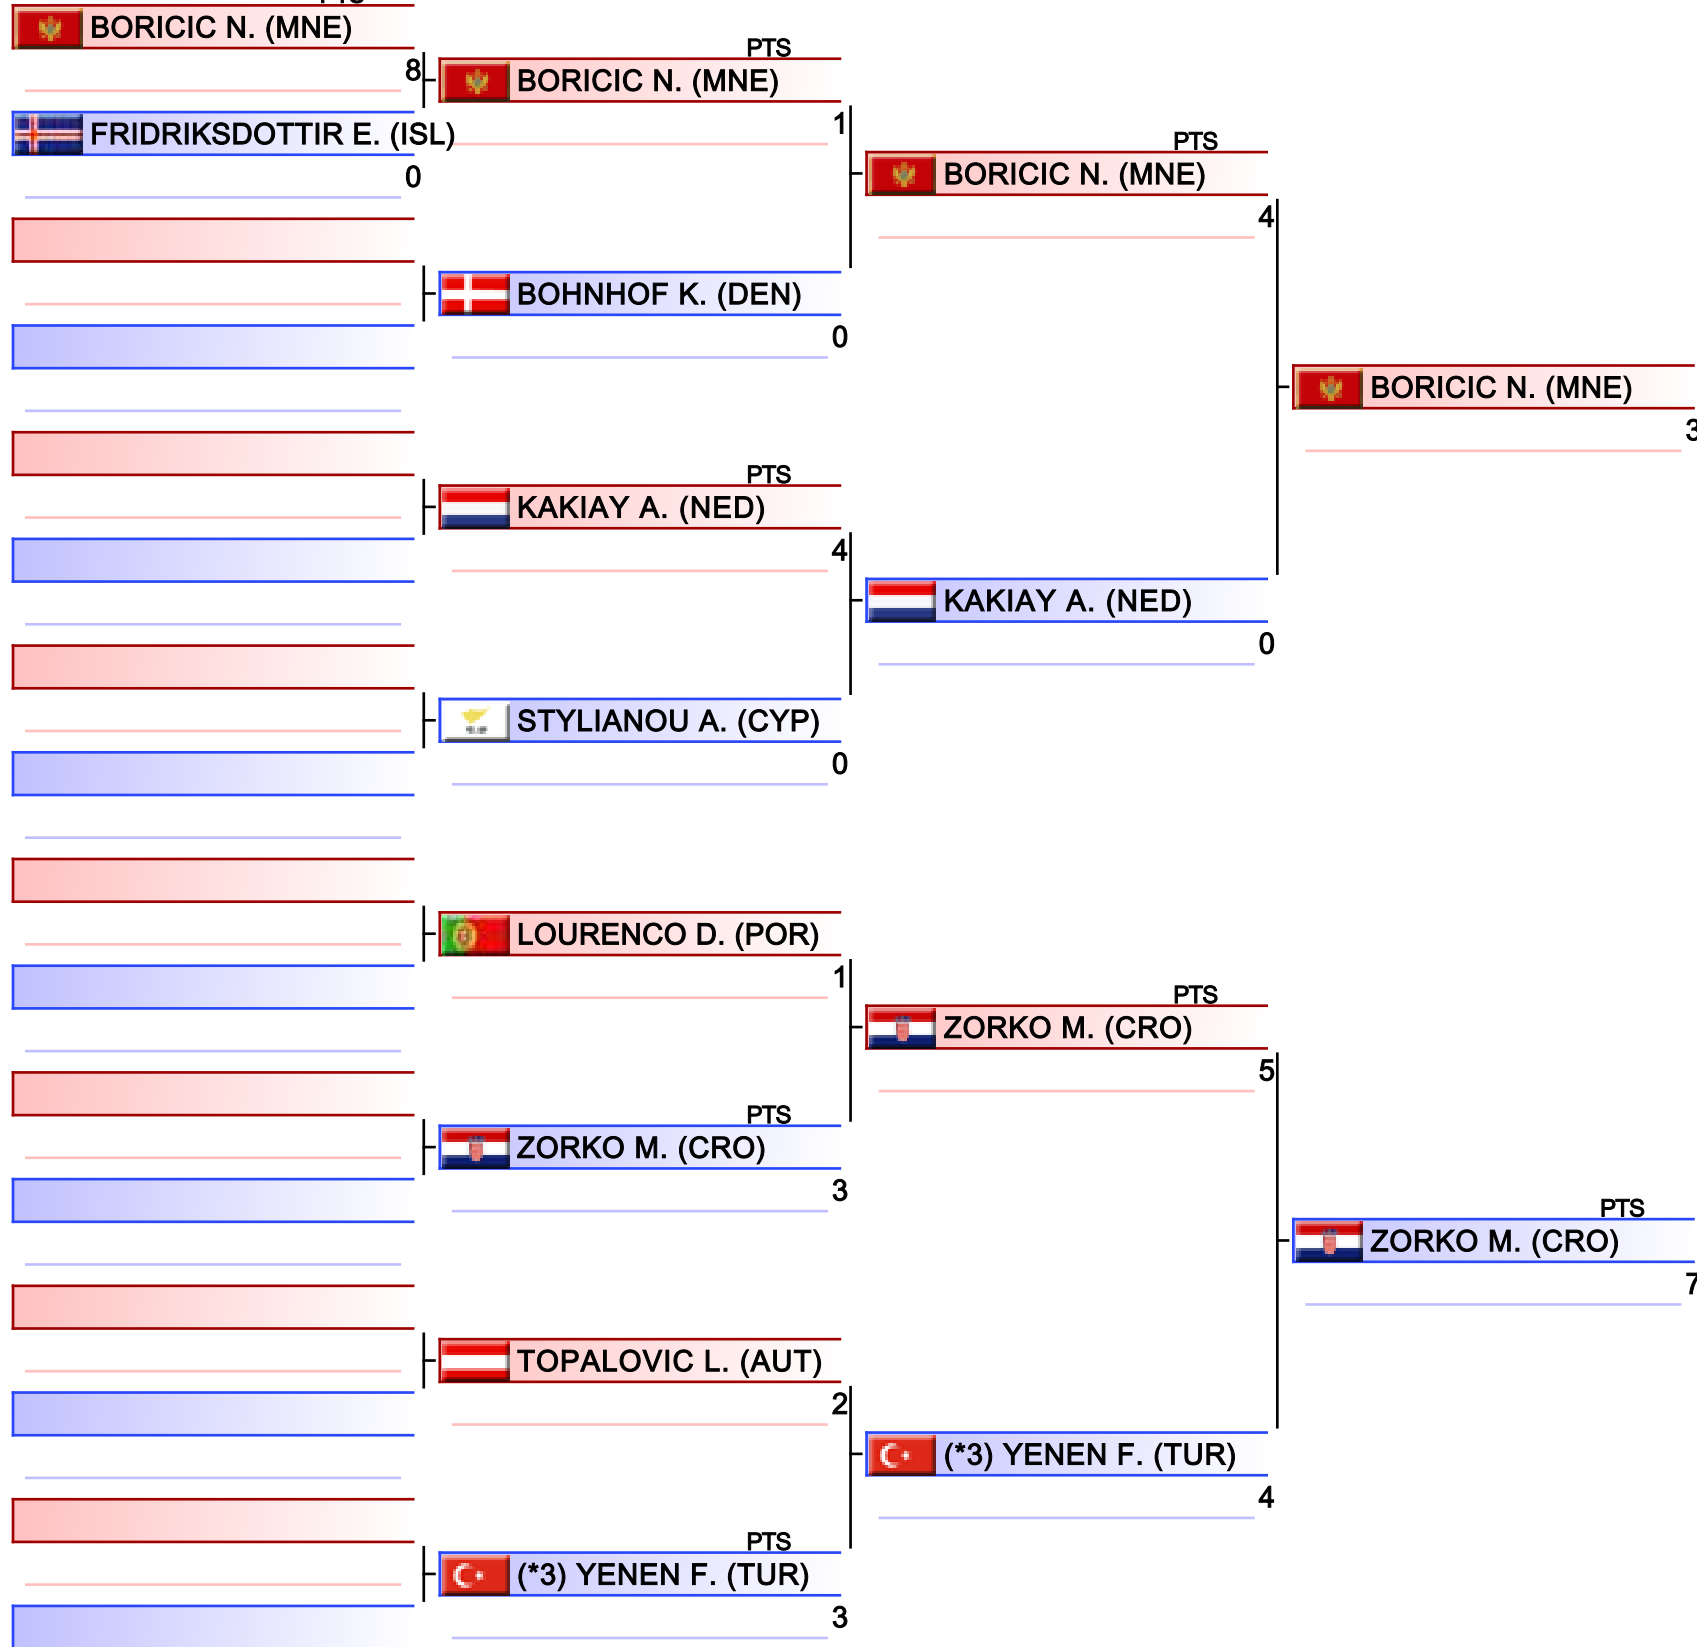 PTS
BORICIC N. (MNE)
8
FRIDRIKSDOTTIR E. (ISL)
0
PTS
BORICIC N. (MNE)
1
BOHNHOF K. (DEN)
0
PTS
KAKIAY A. (NED)
4
STYLIANOU A. (CYP)
0
LOURENCO D. (POR)
1
PTS
ZORKO M. (CRO)
3
TOPALOVIC L. (AUT)
2
PTS
(*3) YENEN F. (TUR)
3
PTS
BORICIC N. (MNE)
4
KAKIAY A. (NED)
0
PTS
ZORKO M. (CRO)
5
(*3) YENEN F. (TUR)
4
BORICIC N. (MNE)
3
PTS
ZORKO M. (CRO)
7